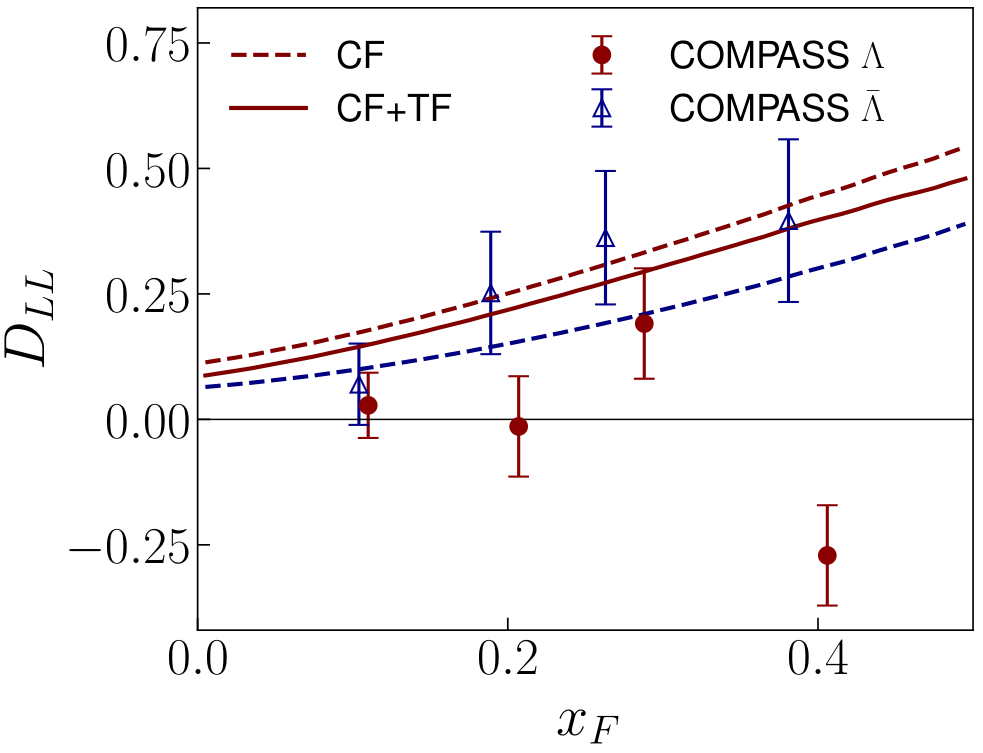 0.75
0.50
0.25
0.00
−0.25
D_{LL}
CF
CF+TF
COMPASS Λ
COMPASS Λ̄
0.0 0.2 0.4
x_F